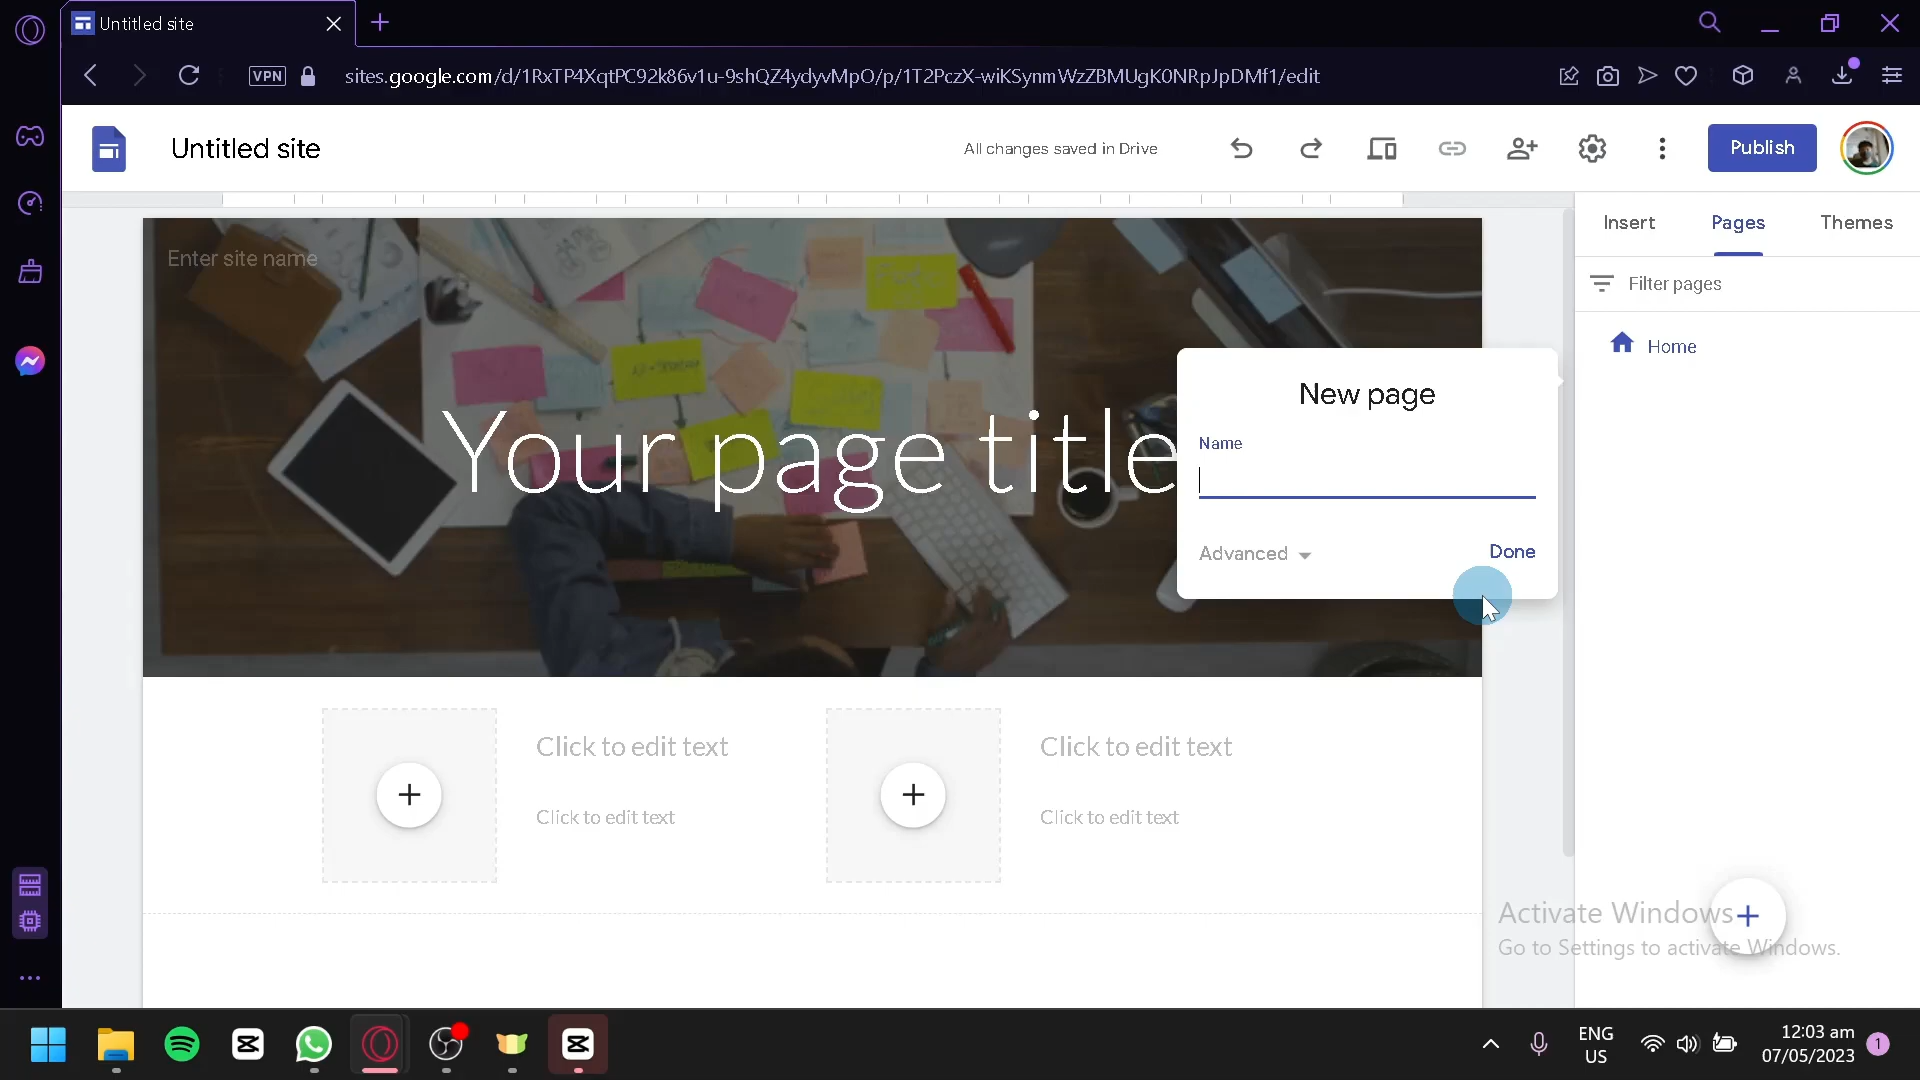 Untitled site
VPN
sites.google.com/d/1RxTP4XqtPC92k86v1u-9shQZ4ydyvMpO/p/1T2PczX-wiKSynmWzZBMUgK0NRpJpDMf1/edit
Untitled site
All changes saved in Drive
Publish
Insert
Pages
Themes
Filter pages
Home
Enter site name
Your page title
New page
Name
Advanced
Done
Click to edit text
Click to edit text
Click to edit text
Click to edit text
Activate Windows
Go to Settings to activate Windows.
ENG
US
12:03 am
07/05/2023
1